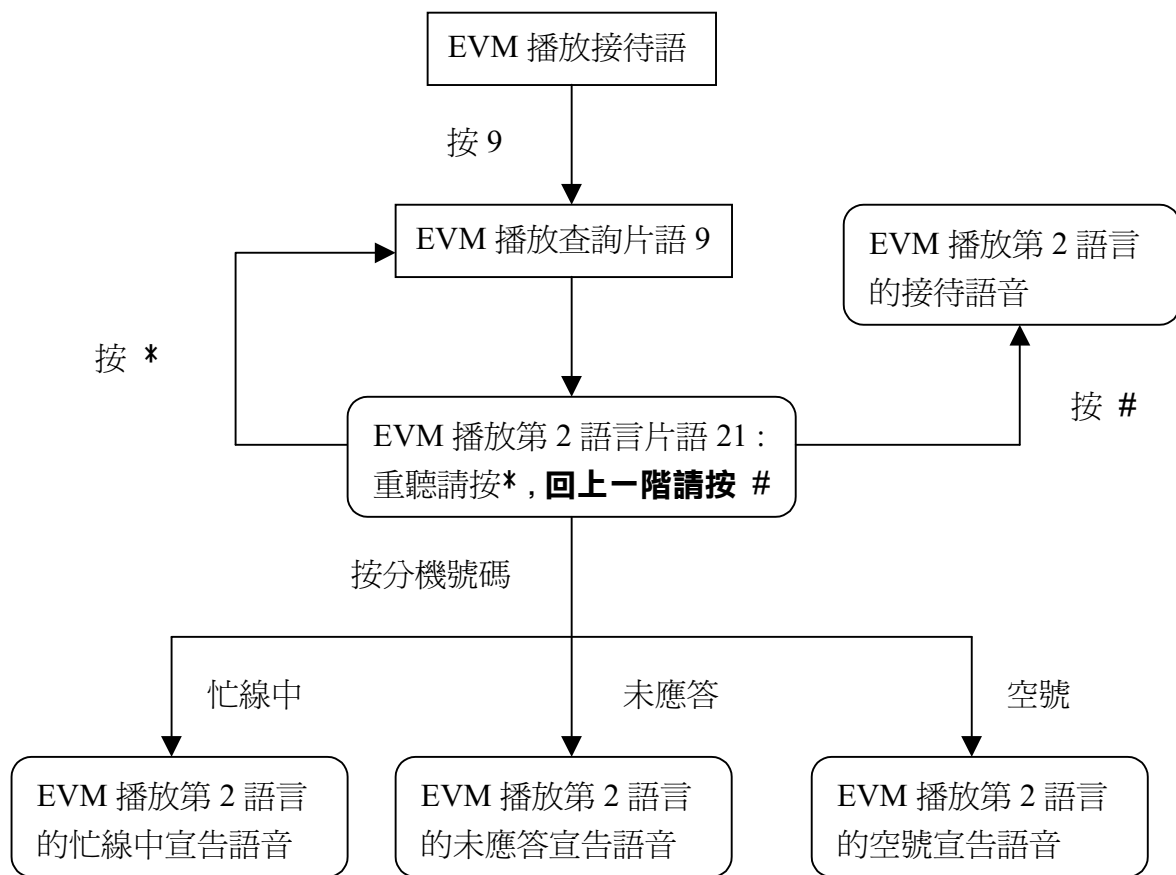 EVM 播放接待語
按 9
EVM 播放查詢片語 9
EVM 播放第 2 語言
的接待語音
按 *
按 #
EVM 播放第 2 語言片語 21 :
重聽請按* , 回上一階請按 #
按分機號碼
忙線中
未應答
空號
EVM 播放第 2 語言
的忙線中宣告語音
EVM 播放第 2 語言
的未應答宣告語音
EVM 播放第 2 語言
的空號宣告語音